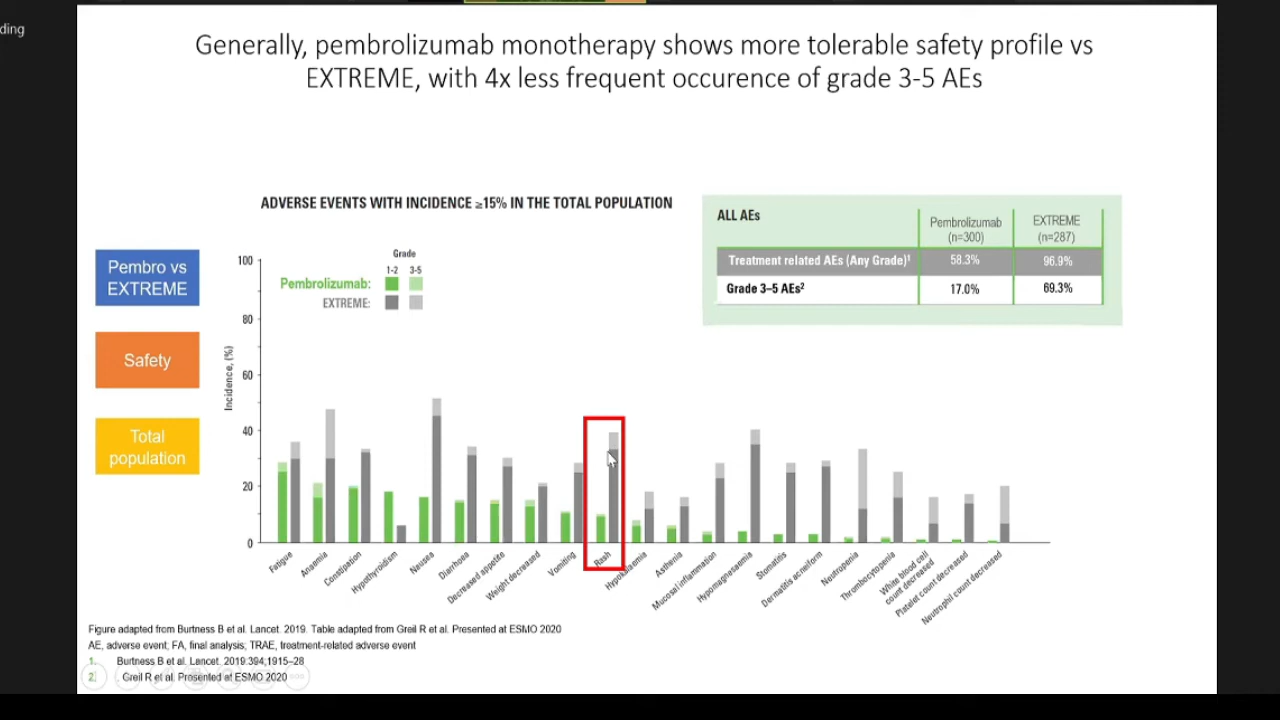 ding
Generally, pembrolizumab monotherapy shows more tolerable safety profile vs
EXTREME, with 4x less frequent occurence of grade 3-5 AEs
ADVERSE EVENTS WITH INCIDENCE ≥15% IN THE TOTAL POPULATION
ALL AEs
Pembrolizumab
(n=300)
EXTREME
(n=287)
Treatment related AEs (Any Grade)¹ 58.3% 96.9%
Grade 3–5 AEs² 17.0% 69.3%
Pembro vs
EXTREME
Safety
Total
population
Grade
1-2 3-5
Pembrolizumab:
EXTREME:
Incidence, (%)
100
80
60
40
20
0
Fatigue
Anaemia
Constipation
Hypothyroidism
Nausea
Diarrhoea
Decreased appetite
Weight decreased
Vomiting
Rash
Hypokalaemia
Asthenia
Mucosal inflammation
Hypomagnesaemia
Stomatitis
Dermatitis acneiform
Neutropenia
Thrombocytopenia
White blood cell
count decreased
Platelet count decreased
Neutrophil count decreased
Figure adapted from Burtness B et al. Lancet. 2019. Table adapted from Greil R et al. Presented at ESMO 2020
AE, adverse event; FA, final analysis; TRAE, treatment-related adverse event
1. Burtness B et al. Lancet. 2019:394;1915–28
2. Greil R et al. Presented at ESMO 2020